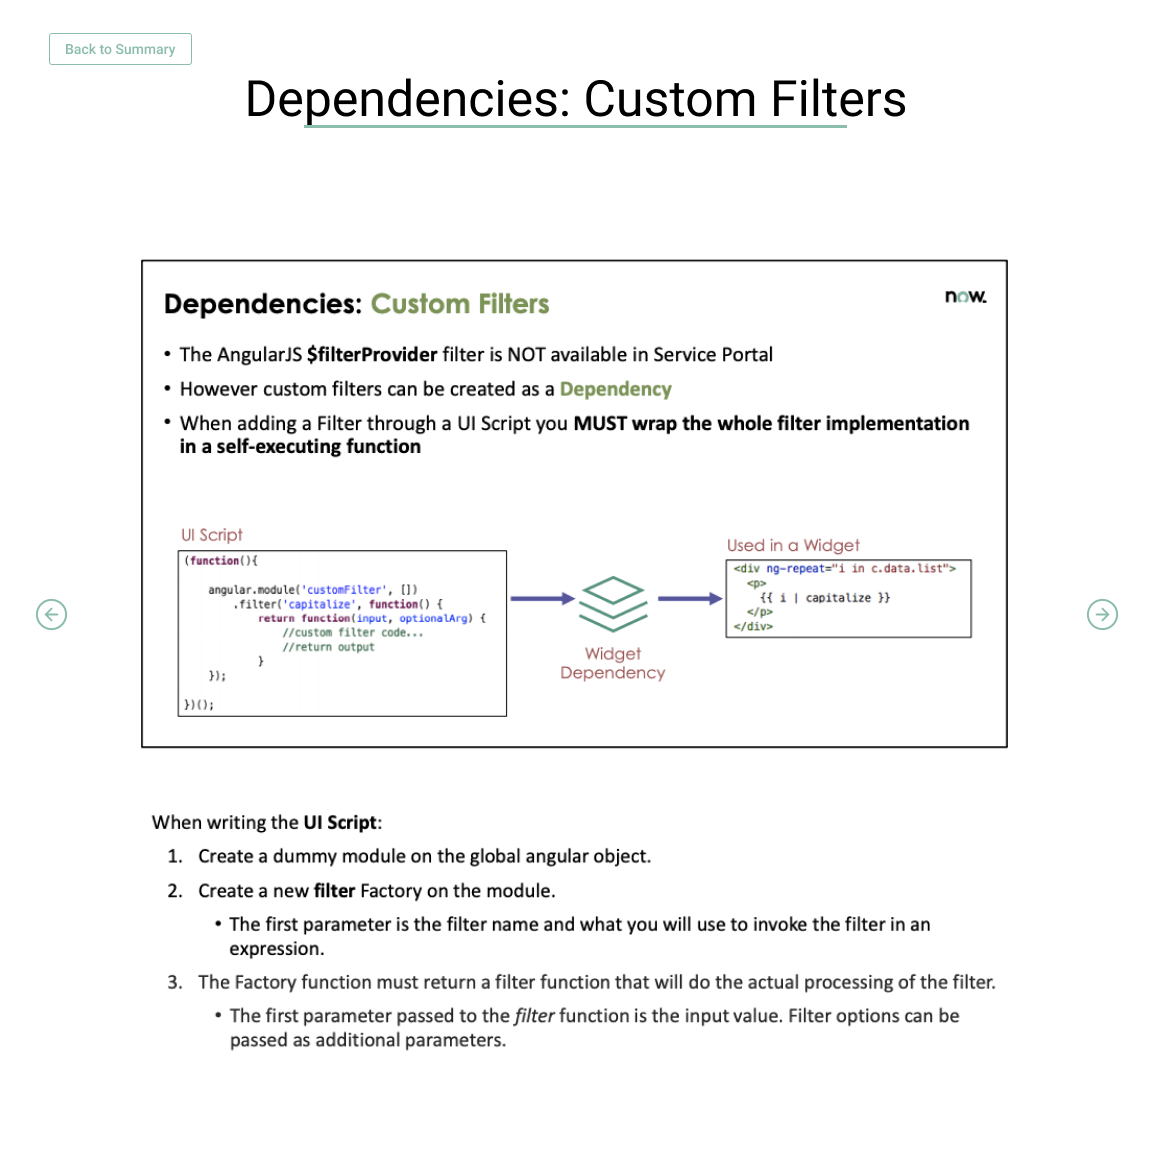 Back to Summary
Dependencies: Custom Filters
Dependencies: Custom Filters
now.
• The AngularJS $filterProvider filter is NOT available in Service Portal
• However custom filters can be created as a Dependency
• When adding a Filter through a UI Script you MUST wrap the whole filter implementation
in a self-executing function
UI Script
(function(){
angular.module('customFilter', [])
.filter('capitalize', function() {
return function(input, optionalArg) {
//custom filter code...
//return output
}
});
})();
Widget
Dependency
Used in a Widget
<div ng-repeat="i in c.data.list">
<p>
{{ i | capitalize }}
</p>
</div>
When writing the UI Script:
1. Create a dummy module on the global angular object.
2. Create a new filter Factory on the module.
• The first parameter is the filter name and what you will use to invoke the filter in an
expression.
3. The Factory function must return a filter function that will do the actual processing of the filter.
• The first parameter passed to the filter function is the input value. Filter options can be
passed as additional parameters.